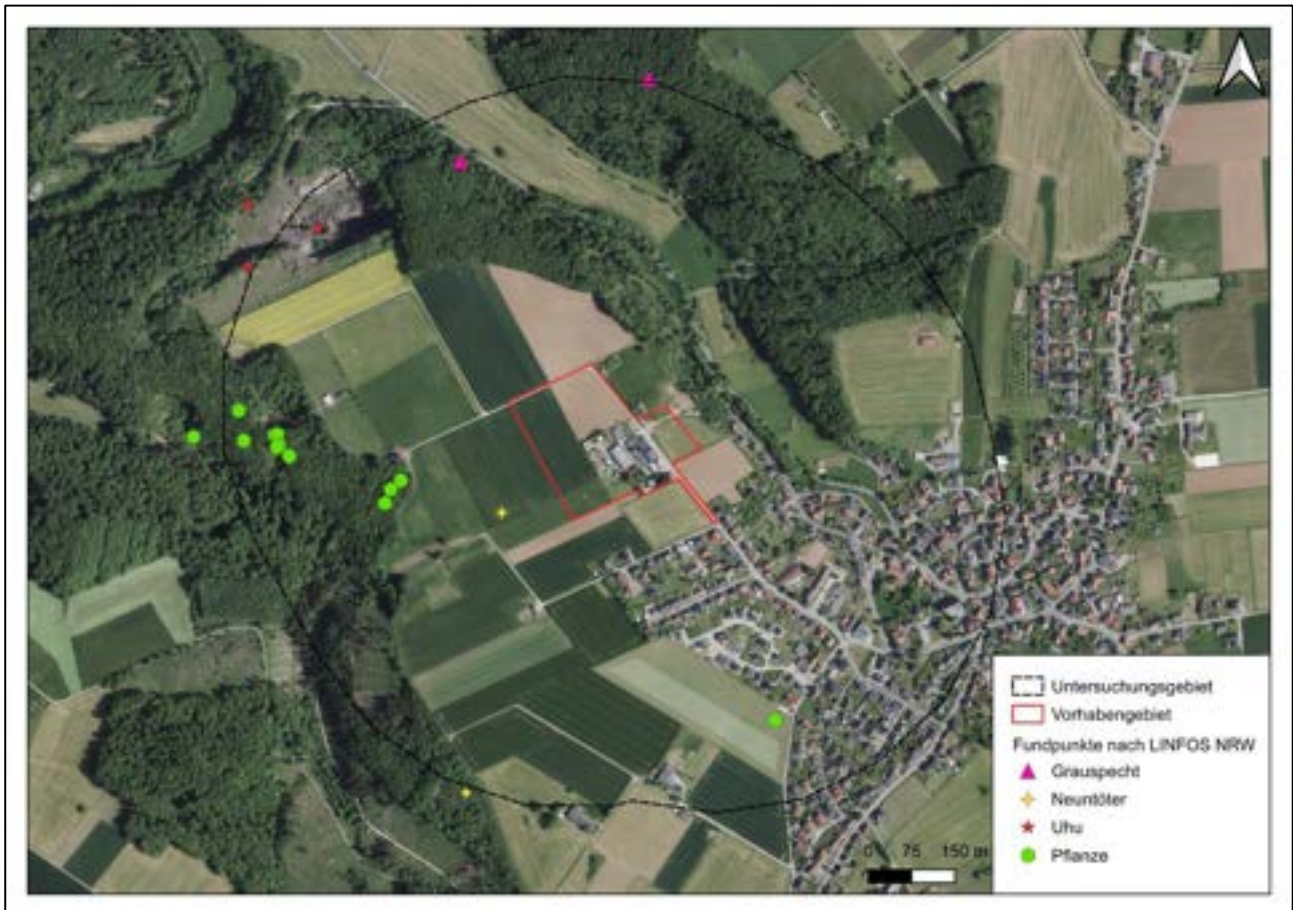 Untersuchungsgebiet
Vorhabengebiet
Fundpunkte nach LINFOS NRW
Grauspecht
Neuntöter
Uhu
Pflanze
0 75 150 m